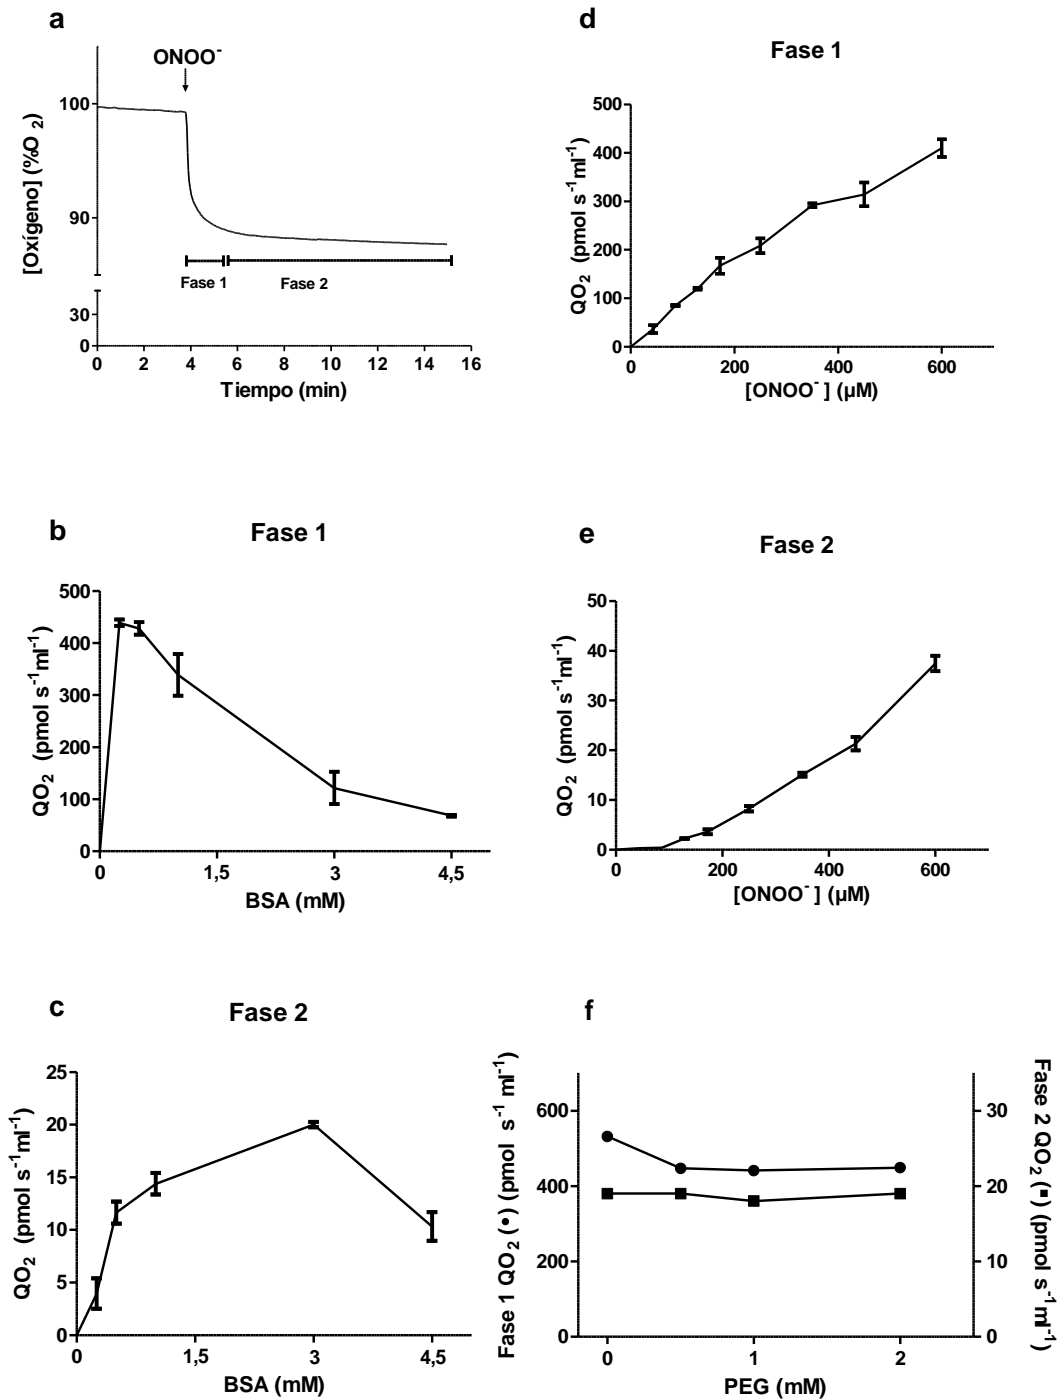 a
ONOO⁻
[Oxígeno] (%O₂)
100
90
30
0
Fase 1
Fase 2
0 2 4 6 8 10 12 14 16
Tiempo (min)
d
Fase 1
QO₂ (pmol s⁻¹ml⁻¹)
500
400
300
200
100
0
0 200 400 600
[ONOO⁻] (µM)
b
Fase 1
QO₂ (pmol s⁻¹ml⁻¹)
500
400
300
200
100
0
0 1,5 3 4,5
BSA (mM)
e
Fase 2
QO₂ (pmol s⁻¹ml⁻¹)
50
40
30
20
10
0
0 200 400 600
[ONOO⁻] (µM)
c
Fase 2
QO₂ (pmol s⁻¹ml⁻¹)
25
20
15
10
5
0
0 1,5 3 4,5
BSA (mM)
f
Fase 1 QO₂ (●) (pmol s⁻¹ ml⁻¹)
600
400
200
0
Fase 2 QO₂ (■) (pmol s⁻¹ml⁻¹)
30
20
10
0
0 1 2
PEG (mM)